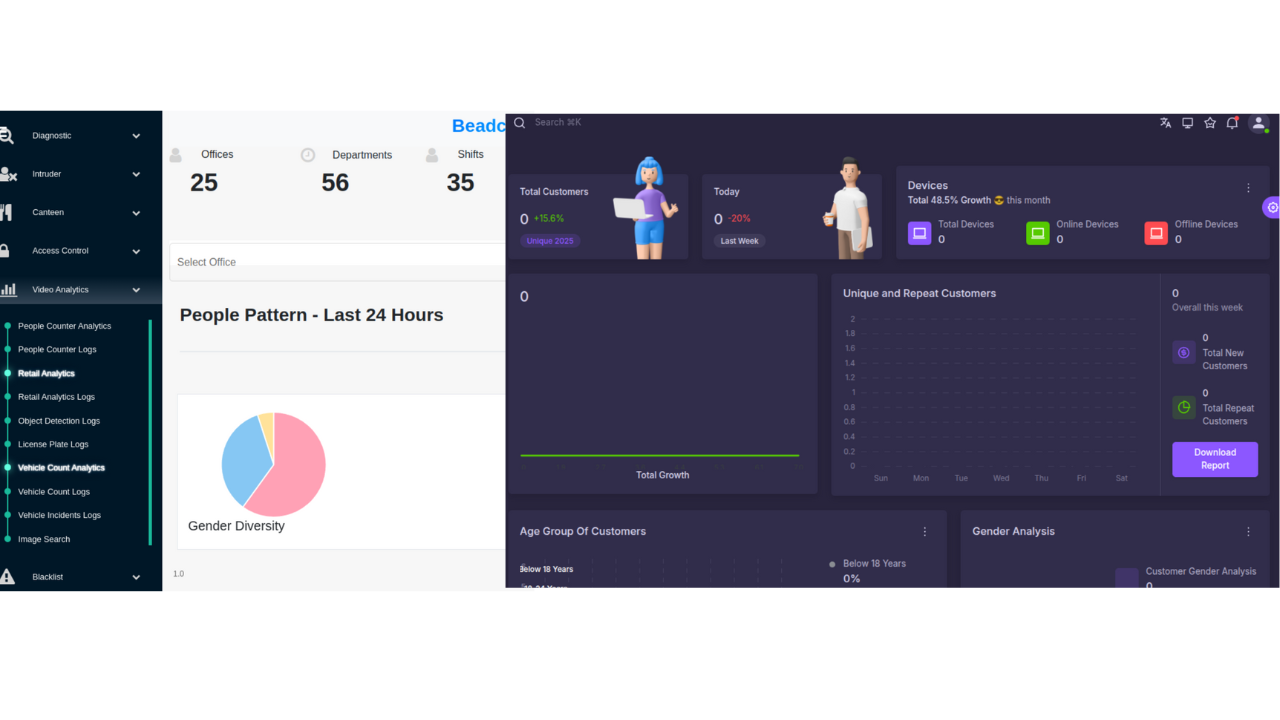 Diagnostic
Intruder
Canteen
Access Control
Video Analytics
People Counter Analytics
People Counter Logs
Retail Analytics
Retail Analytics Logs
Object Detection Logs
License Plate Logs
Vehicle Count Analytics
Vehicle Count Logs
Vehicle Incidents Logs
Image Search
Blacklist
Beadc
Offices
25
Departments
56
Shifts
35
Select Office
People Pattern - Last 24 Hours
Gender Diversity
1.0
Search ⌘K
Total Customers
0 +15.6%
Unique 2025
Today
0 -20%
Last Week
Devices
Total 48.5% Growth 😎 this month
Total Devices
0
Online Devices
0
Offline Devices
0
0
Total Growth
Unique and Repeat Customers
2
1.8
1.6
1.4
1.2
1
0.8
0.6
0.4
0.2
0
Sun Mon Tue Wed Thu Fri Sat
0
Overall this week
0
Total New
Customers
0
Total Repeat
Customers
Download
Report
Age Group Of Customers
Below 18 Years
18-24 Years
Below 18 Years
0%
Gender Analysis
Customer Gender Analysis
0